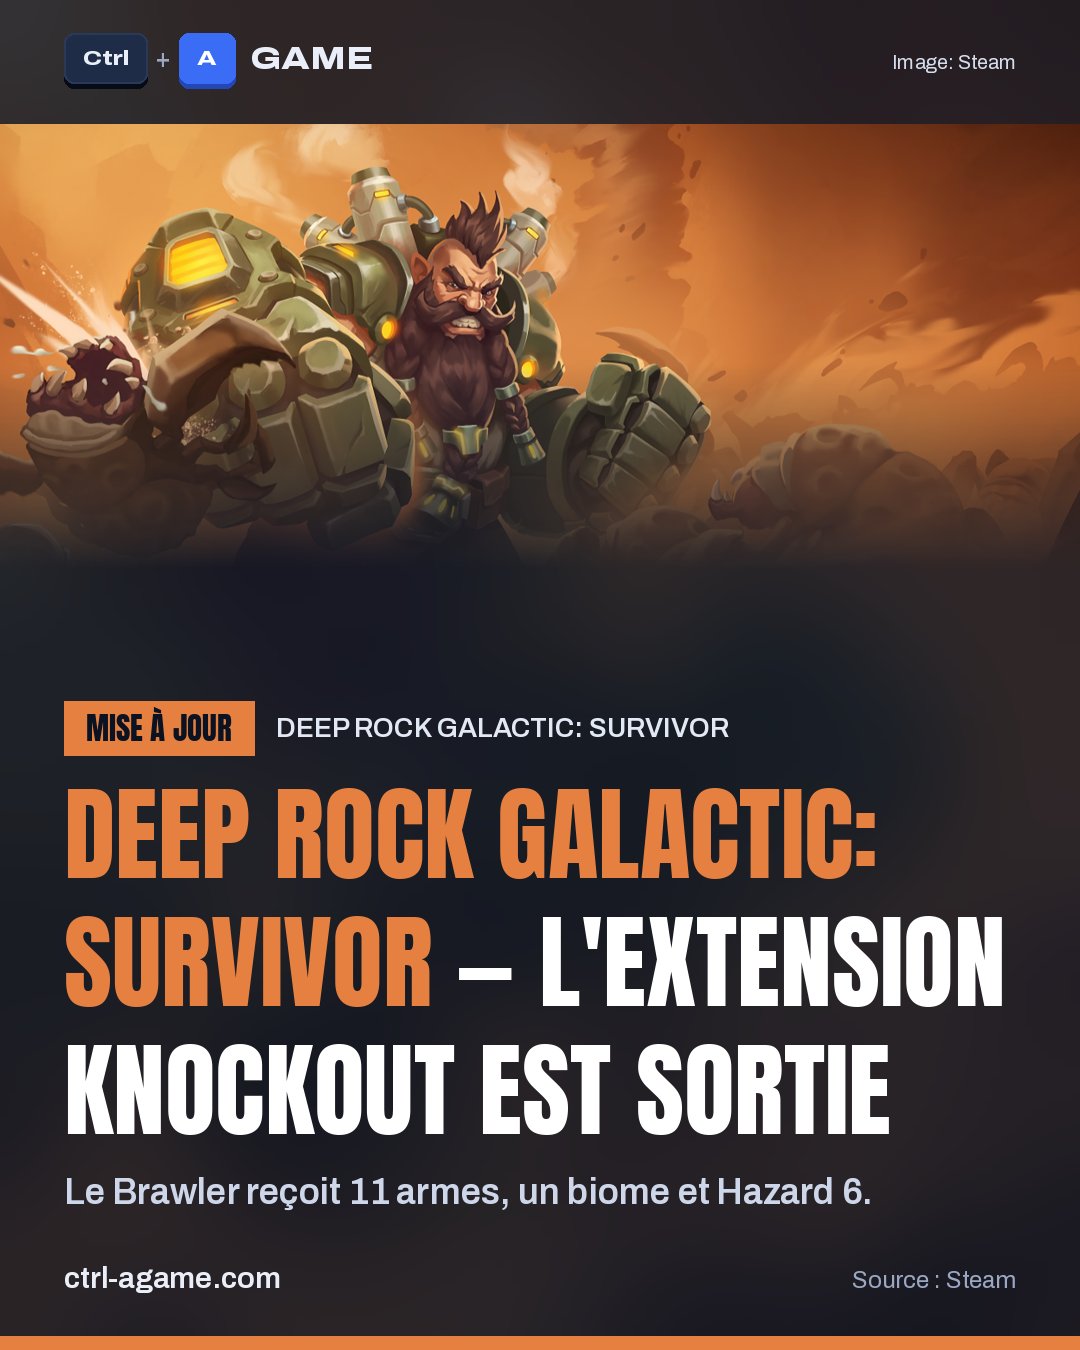 Ctrl + A GAME
Image: Steam
MISE À JOUR
DEEP ROCK GALACTIC: SURVIVOR
DEEP ROCK GALACTIC:
SURVIVOR – L'EXTENSION
KNOCKOUT EST SORTIE
Le Brawler reçoit 11 armes, un biome et Hazard 6.
ctrl-agame.com
Source : Steam